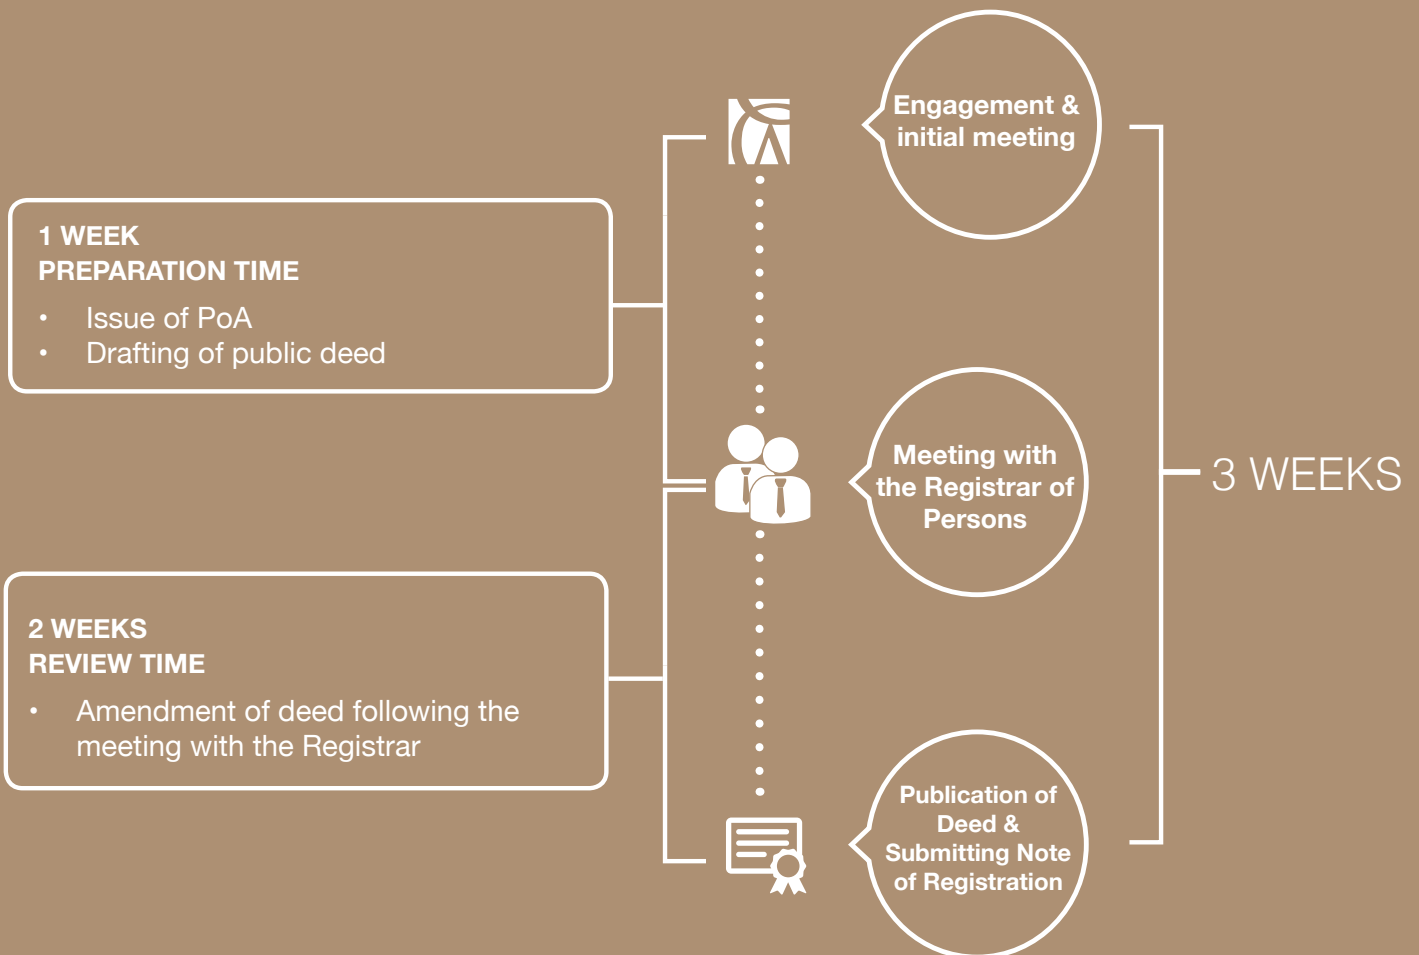 Engagement &
initial meeting
1 WEEK
PREPARATION TIME
• Issue of PoA
• Drafting of public deed
Meeting with
the Registrar of
Persons
3 WEEKS
2 WEEKS
REVIEW TIME
• Amendment of deed following the
meeting with the Registrar
Publication of
Deed &
Submitting Note
of Registration